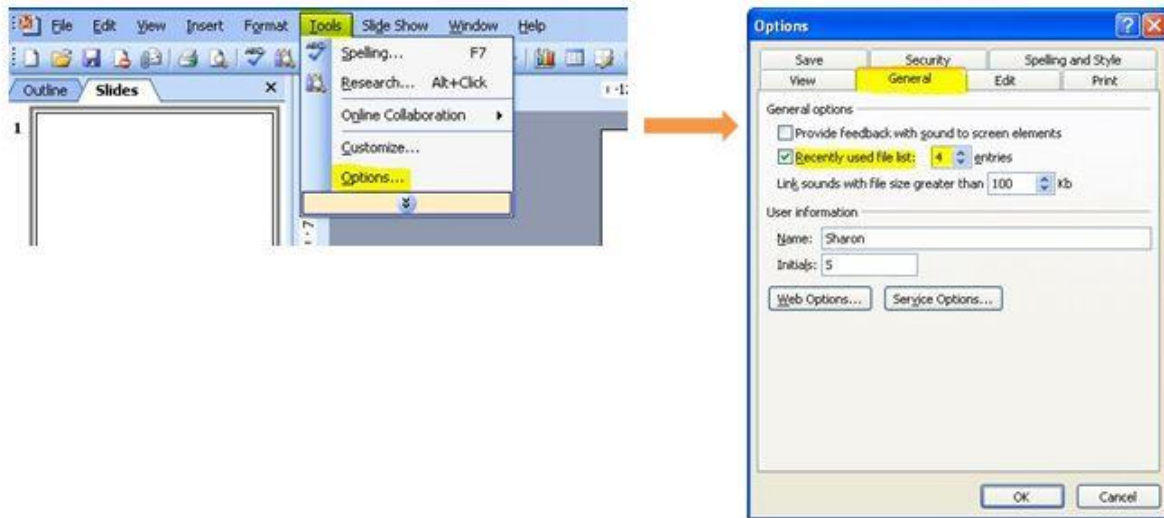 File Edit View Insert Format Tools Slide Show Window Help
Spelling... F7
Outline Slides
Research... Alt+Click
1
Online Collaboration
Customize...
Options...
Options
Save Security Spelling and Style
View General Edit Print
General options
Provide feedback with sound to screen elements
Recently used file list: 4 entries
Link sounds with file size greater than 100 Kb
User information
Name: Sharon
Initials: S
Web Options... Service Options...
OK Cancel